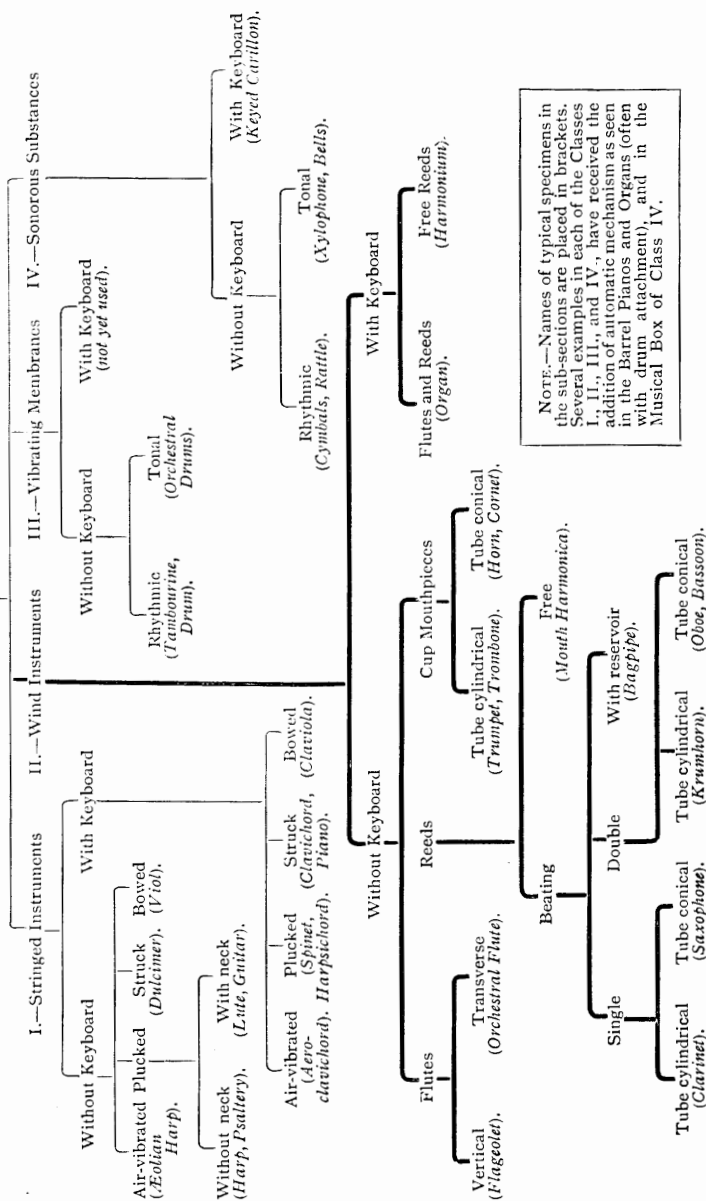 I.—Stringed Instruments
II.—Wind Instruments
III.—Vibrating Membranes
IV.—Sonorous Substances
Without Keyboard
With Keyboard
Air-vibrated
(Æolian
Harp).
Plucked
Struck
(Dulcimer).
Bowed
(Viol).
Without neck
(Harp, Psaltery).
With neck
(Lute, Guitar).
Air-vibrated
(Aero-
clavichord).
Plucked
(Spinet,
Harpsichord).
Struck
(Clavichord,
Piano).
Bowed
(Claviola).
Without Keyboard
With Keyboard
(not yet used).
Rhythmic
(Tambourine,
Drum).
Tonal
(Orchestral
Drums).
Without Keyboard
With Keyboard
(Keyed Carillon).
Rhythmic
(Cymbals, Rattle).
Tonal
(Xylophone, Bells).
Without Keyboard
With Keyboard
Flutes
Reeds
Cup Mouthpieces
Flutes and Reeds
(Organ).
Free Reeds
(Harmonium).
Vertical
(Flageolet).
Transverse
(Orchestral Flute).
Tube cylindrical
(Trumpet, Trombone).
Tube conical
(Horn, Cornet).
Beating
Free
(Mouth Harmonica).
Single
Double
With reservoir
(Bagpipe).
Tube cylindrical
(Clarinet).
Tube conical
(Saxophone).
Tube cylindrical
(Krumhorn).
Tube conical
(Oboe, Bassoon).
NOTE.—Names of typical specimens in
the sub-sections are placed in brackets.
Several examples in each of the Classes
I., II., III., and IV., have received the
addition of automatic mechanism as seen
in the Barrel Pianos and Organs (often
with drum attachment), and in the
Musical Box of Class IV.